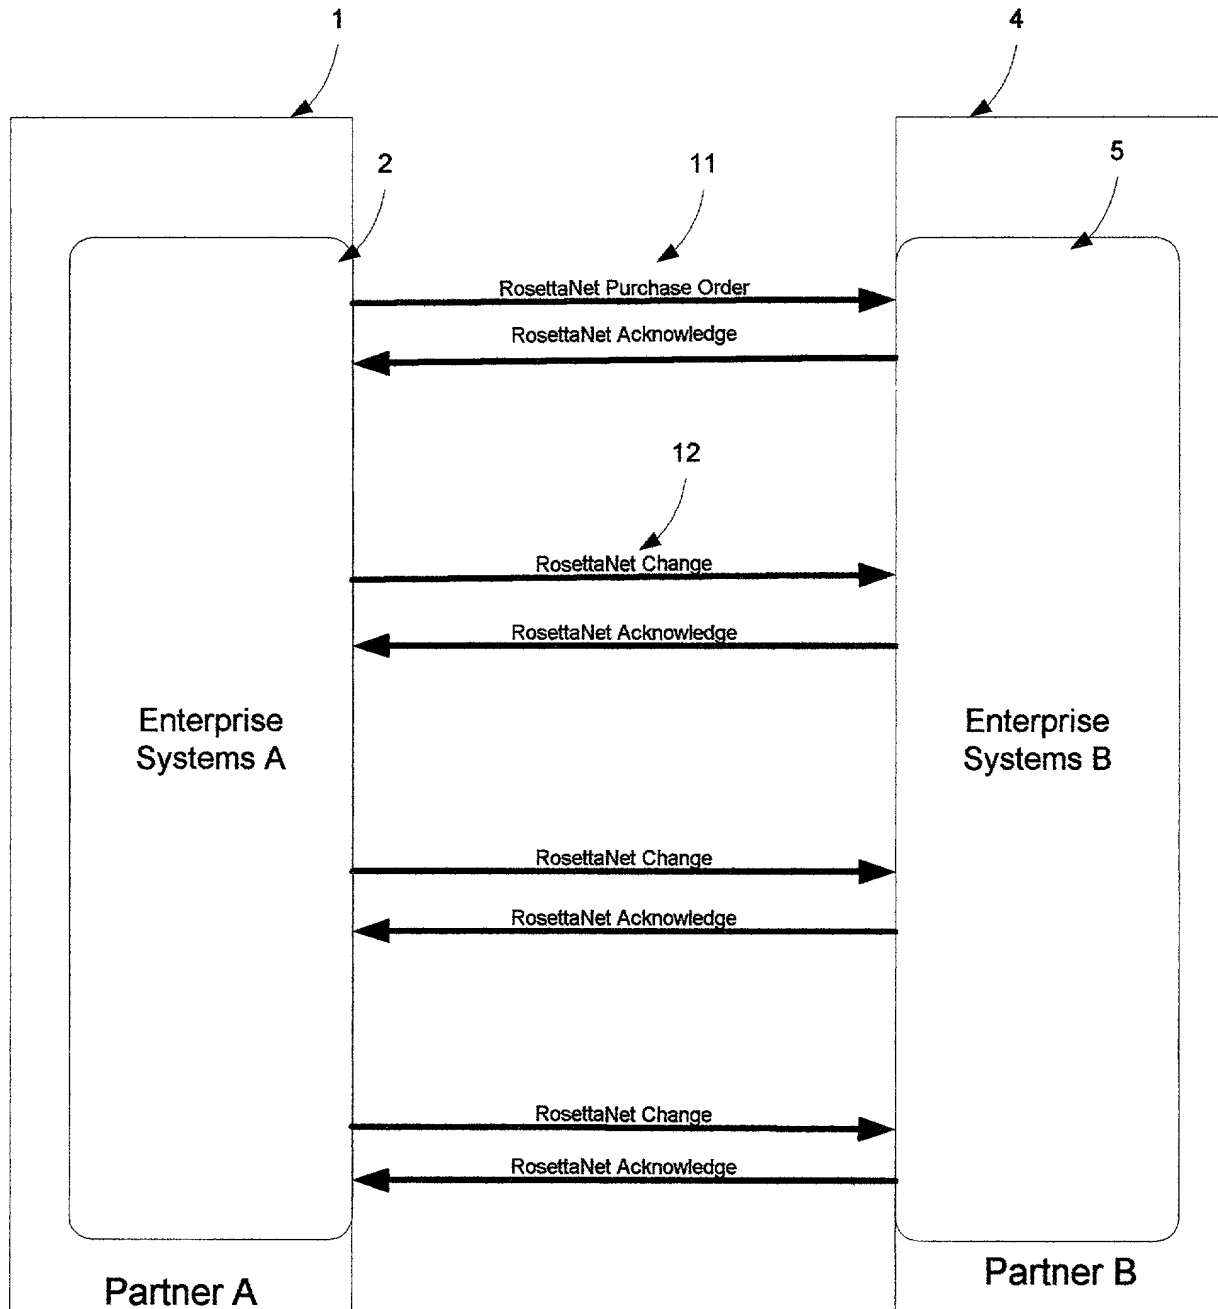 1
4
2
11
5
RosettaNet Purchase Order
RosettaNet Acknowledge
12
RosettaNet Change
RosettaNet Acknowledge
Enterprise
Systems A
Enterprise
Systems B
RosettaNet Change
RosettaNet Acknowledge
RosettaNet Change
RosettaNet Acknowledge
Partner A
Partner B